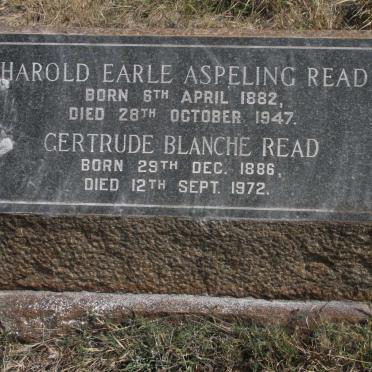 HAROLD EARLE ASPELING READ
BORN 6TH APRIL 1882,
DIED 28TH OCTOBER 1947.
GERTRUDE BLANCHE READ
BORN 29TH DEC. 1886,
DIED 12TH SEPT. 1972.